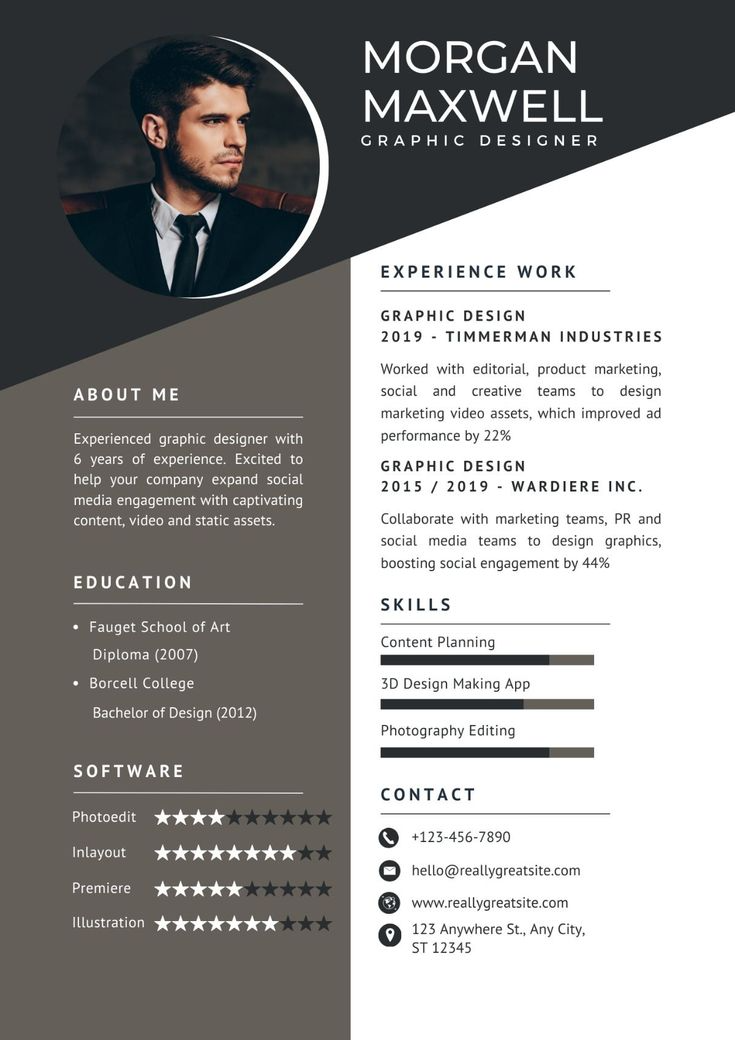 MORGAN
MAXWELL
GRAPHIC DESIGNER
ABOUT ME
Experienced graphic designer with
6 years of experience. Excited to
help your company expand social
media engagement with captivating
content, video and static assets.
EDUCATION
• Fauget School of Art
Diploma (2007)
• Borcell College
Bachelor of Design (2012)
SOFTWARE
Photoedit
Inlayout
Premiere
Illustration
EXPERIENCE WORK
GRAPHIC DESIGN
2019 - TIMMERMAN INDUSTRIES
Worked with editorial, product marketing,
social and creative teams to design
marketing video assets, which improved ad
performance by 22%
GRAPHIC DESIGN
2015 / 2019 - WARDIERE INC.
Collaborate with marketing teams, PR and
social media teams to design graphics,
boosting social engagement by 44%
SKILLS
Content Planning
3D Design Making App
Photography Editing
CONTACT
+123-456-7890
hello@reallygreatsite.com
www.reallygreatsite.com
123 Anywhere St., Any City,
ST 12345